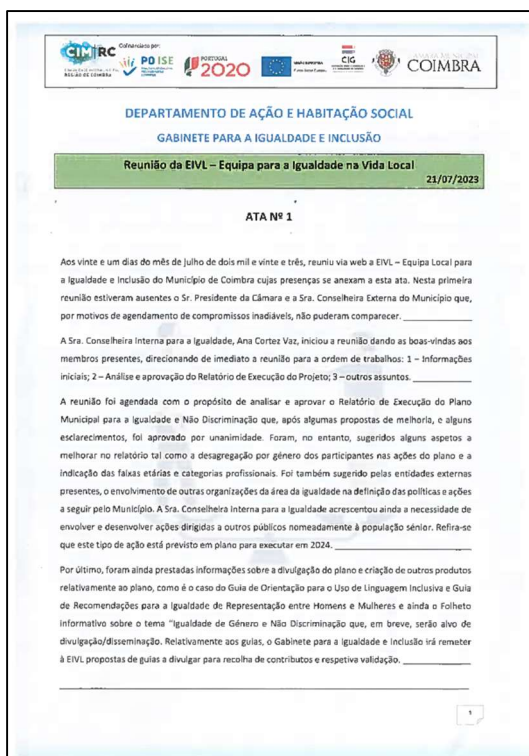 CIM|RC
REGIÃO DE COIMBRA
Cofinanciado por:
PO ISE
PORTUGAL
2020
UNIÃO EUROPEIA
Fundo Social Europeu
CIG
CÂMARA MUNICIPAL
COIMBRA
DEPARTAMENTO DE AÇÃO E HABITAÇÃO SOCIAL
GABINETE PARA A IGUALDADE E INCLUSÃO
Reunião da EIVL – Equipa para a Igualdade na Vida Local
21/07/2023
ATA Nº 1
Aos vinte e um dias do mês de julho de dois mil e vinte e três, reuniu via web a EIVL – Equipa Local para
a Igualdade e Inclusão do Município de Coimbra cujas presenças se anexam a esta ata. Nesta primeira
reunião estiveram ausentes o Sr. Presidente da Câmara e a Sra. Conselheira Externa do Município que,
por motivos de agendamento de compromissos inadiáveis, não puderam comparecer.
A Sra. Conselheira Interna para a Igualdade, Ana Cortez Vaz, iniciou a reunião dando as boas-vindas aos
membros presentes, direcionando de imediato a reunião para a ordem de trabalhos: 1 – Informações
iniciais; 2 – Análise e aprovação do Relatório de Execução do Projeto; 3 – outros assuntos.
A reunião foi agendada com o propósito de analisar e aprovar o Relatório de Execução do Plano
Municipal para a Igualdade e Não Discriminação que, após algumas propostas de melhoria, e alguns
esclarecimentos, foi aprovado por unanimidade. Foram, no entanto, sugeridos alguns aspetos a
melhorar no relatório tal como a desagregação por género dos participantes nas ações do plano e a
indicação das faixas etárias e categorias profissionais. Foi também sugerido pelas entidades externas
presentes, o envolvimento de outras organizações da área da igualdade na definição das políticas e ações
a seguir pelo Município. A Sra. Conselheira Interna para a Igualdade acrescentou ainda a necessidade de
envolver e desenvolver ações dirigidas a outros públicos nomeadamente à população sénior. Refira-se
que este tipo de ação está previsto em plano para executar em 2024.
Por último, foram ainda prestadas informações sobre a divulgação do plano e criação de outros produtos
relativamente ao plano, como é o caso do Guia de Orientação para o Uso de Linguagem Inclusiva e Guia
de Recomendações para a Igualdade de Representação entre Homens e Mulheres e ainda o Folheto
informativo sobre o tema "Igualdade de Género e Não Discriminação que, em breve, serão alvo de
divulgação/disseminação. Relativamente aos guias, o Gabinete para a Igualdade e Inclusão irá remeter
à EIVL propostas de guias a divulgar para recolha de contributos e respetiva validação.
1